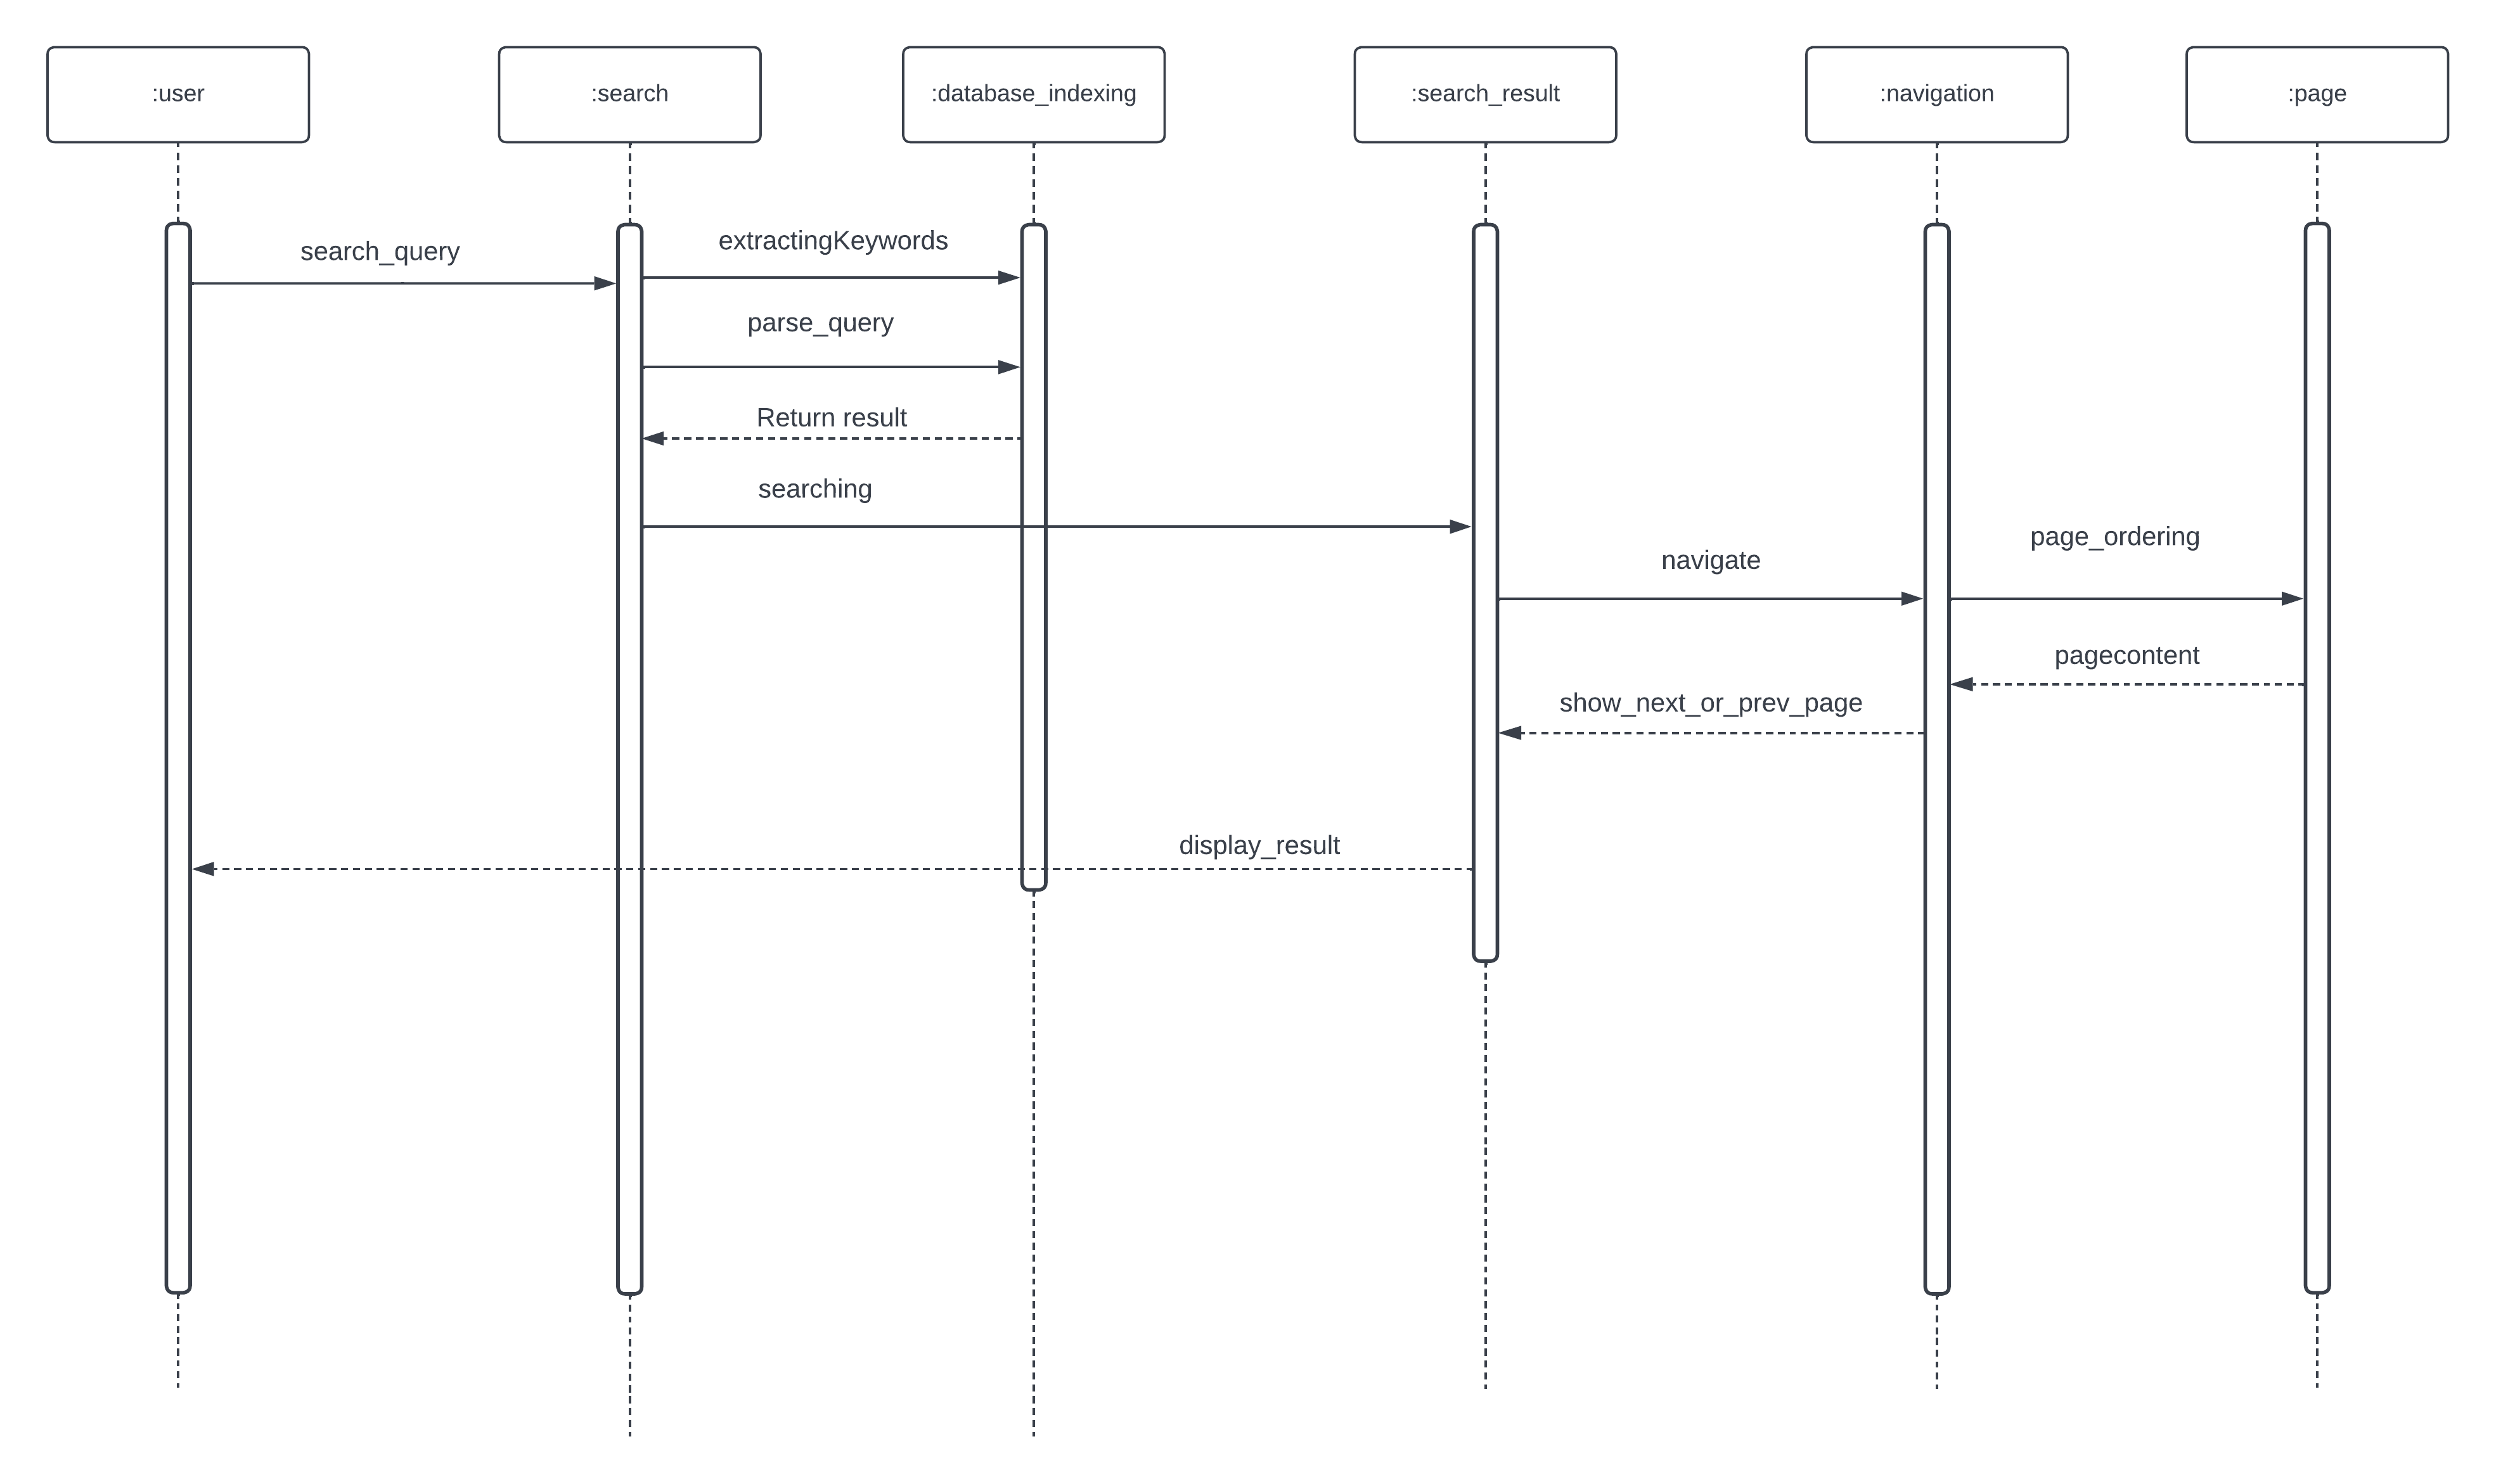 :user
:search
:database_indexing
:search_result
:navigation
:page
search_query
extractingKeywords
parse_query
Return result
searching
navigate
page_ordering
pagecontent
show_next_or_prev_page
display_result